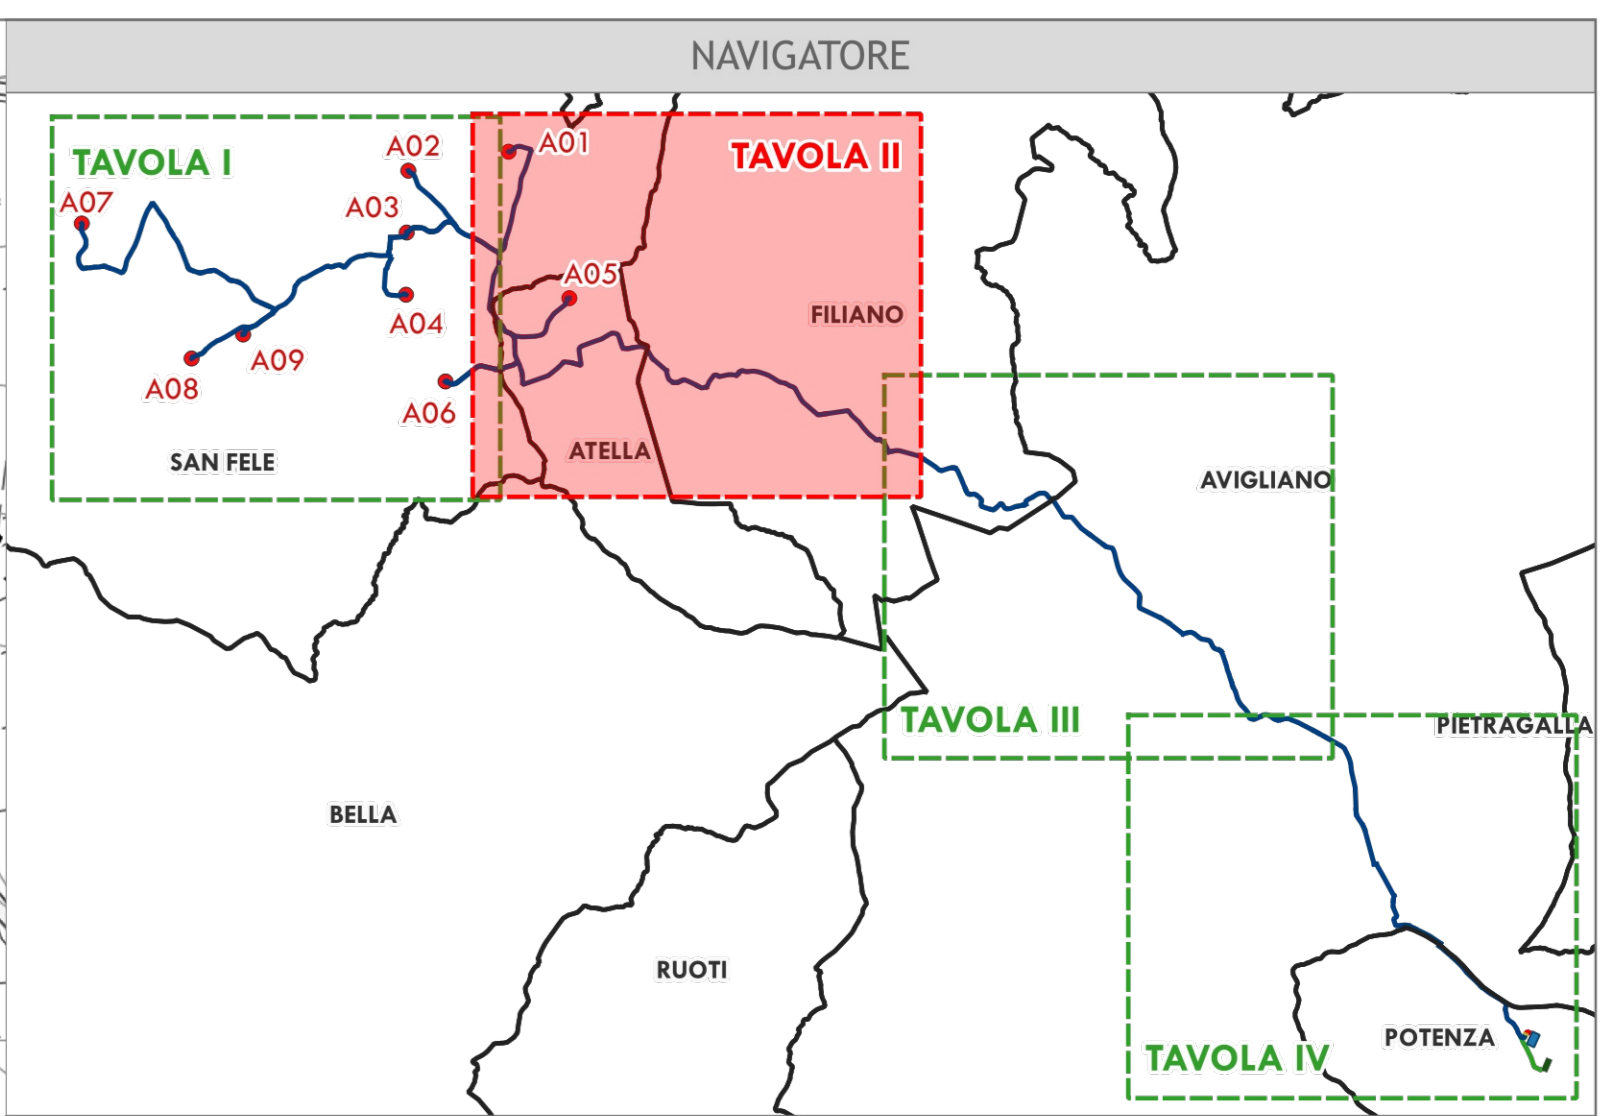 NAVIGATORE
A01
A02
TAVOLA II
TAVOLA I
A07
A03
A05
FILIANO
A04
A09
A08
A06
ATELLA
SAN FELE
AVIGLIANO
TAVOLA III
PIETRAGALLA
BELLA
RUOTI
POTENZA
TAVOLA IV